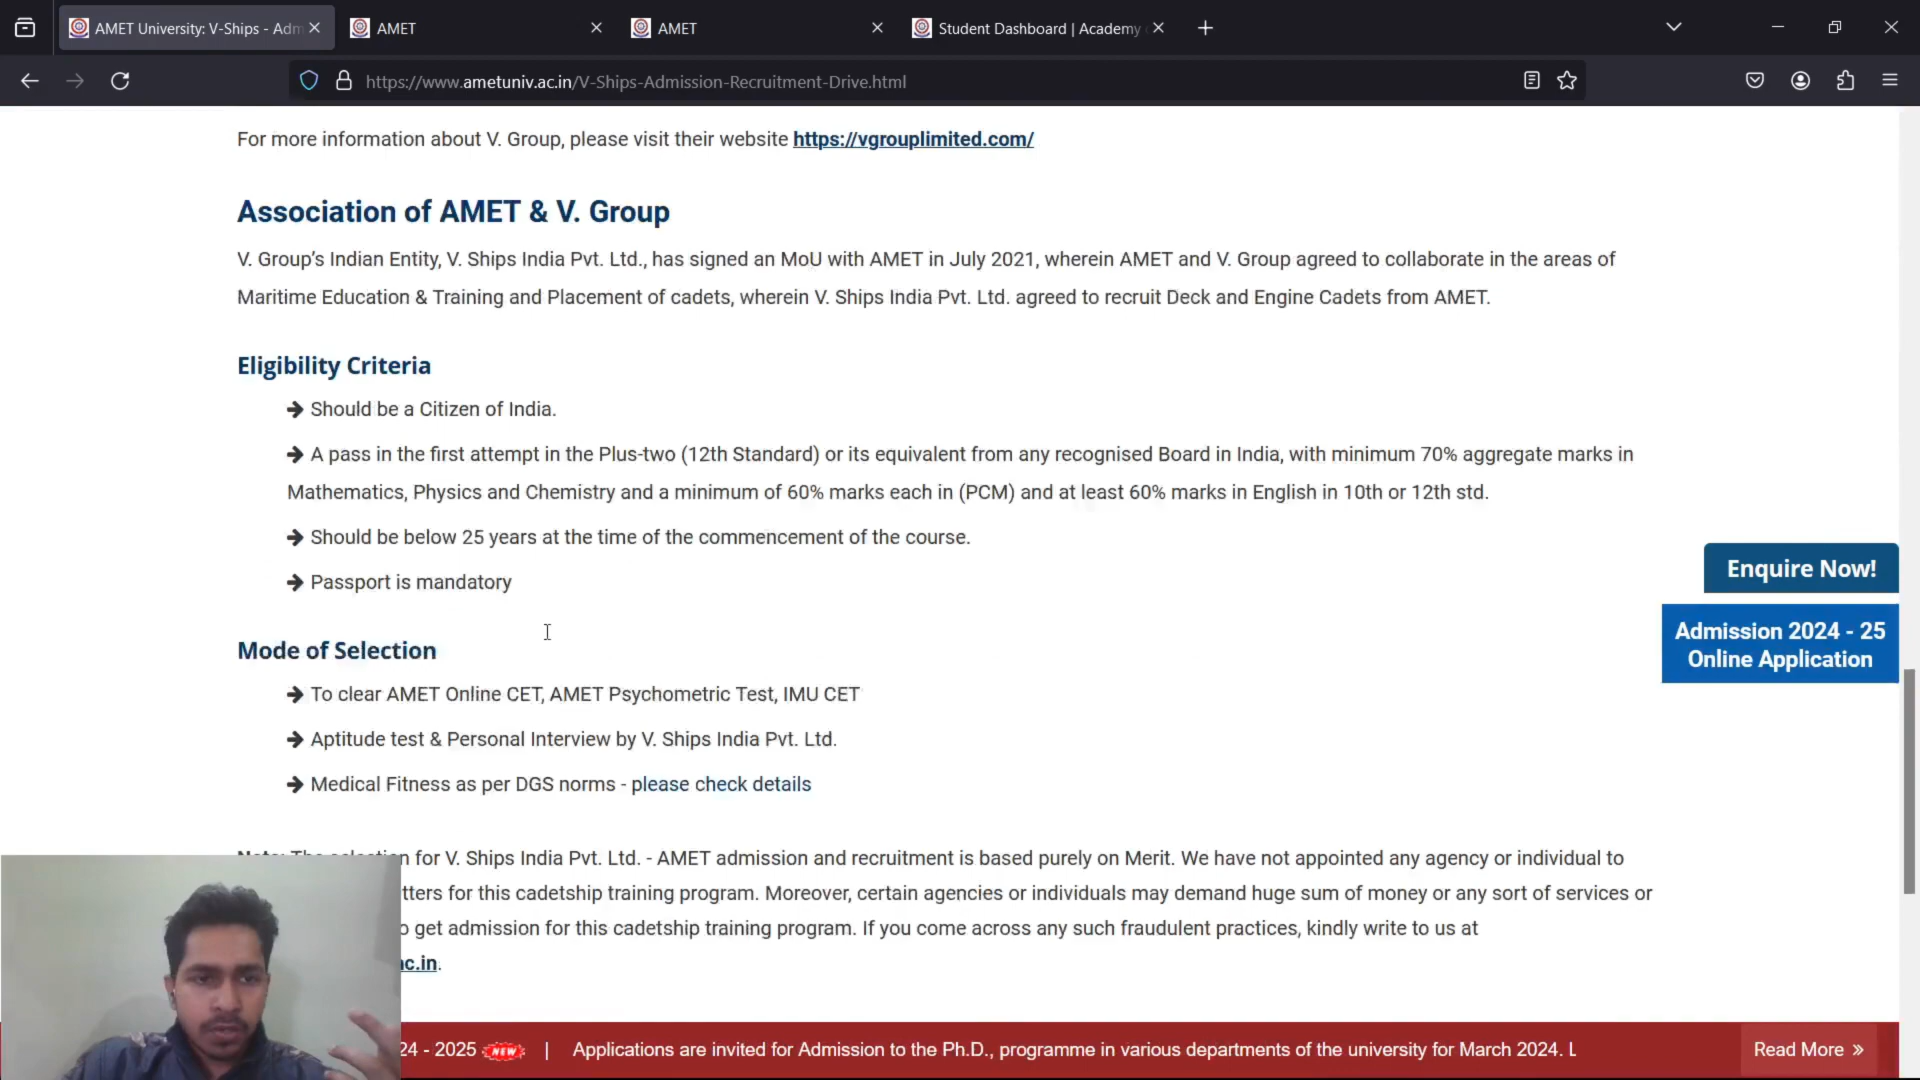 AMET University: V-Ships - Adm
AMET
AMET
Student Dashboard | Academy
https://www.ametuniv.ac.in/V-Ships-Admission-Recruitment-Drive.html
For more information about V. Group, please visit their website https://vgrouplimited.com/
Association of AMET & V. Group
V. Group’s Indian Entity, V. Ships India Pvt. Ltd., has signed an MoU with AMET in July 2021, wherein AMET and V. Group agreed to collaborate in the areas of
Maritime Education & Training and Placement of cadets, wherein V. Ships India Pvt. Ltd. agreed to recruit Deck and Engine Cadets from AMET.
Eligibility Criteria
Should be a Citizen of India.
A pass in the first attempt in the Plus-two (12th Standard) or its equivalent from any recognised Board in India, with minimum 70% aggregate marks in
Mathematics, Physics and Chemistry and a minimum of 60% marks each in (PCM) and at least 60% marks in English in 10th or 12th std.
Should be below 25 years at the time of the commencement of the course.
Passport is mandatory
Enquire Now!
Admission 2024 - 25
Online Application
Mode of Selection
To clear AMET Online CET, AMET Psychometric Test, IMU CET
Aptitude test & Personal Interview by V. Ships India Pvt. Ltd.
Medical Fitness as per DGS norms - please check details
n for V. Ships India Pvt. Ltd. - AMET admission and recruitment is based purely on Merit. We have not appointed any agency or individual to
tters for this cadetship training program. Moreover, certain agencies or individuals may demand huge sum of money or any sort of services or
o get admission for this cadetship training program. If you come across any such fraudulent practices, kindly write to us at
c.in.
24 - 2025 NEW | Applications are invited for Admission to the Ph.D., programme in various departments of the university for March 2024. L
Read More »